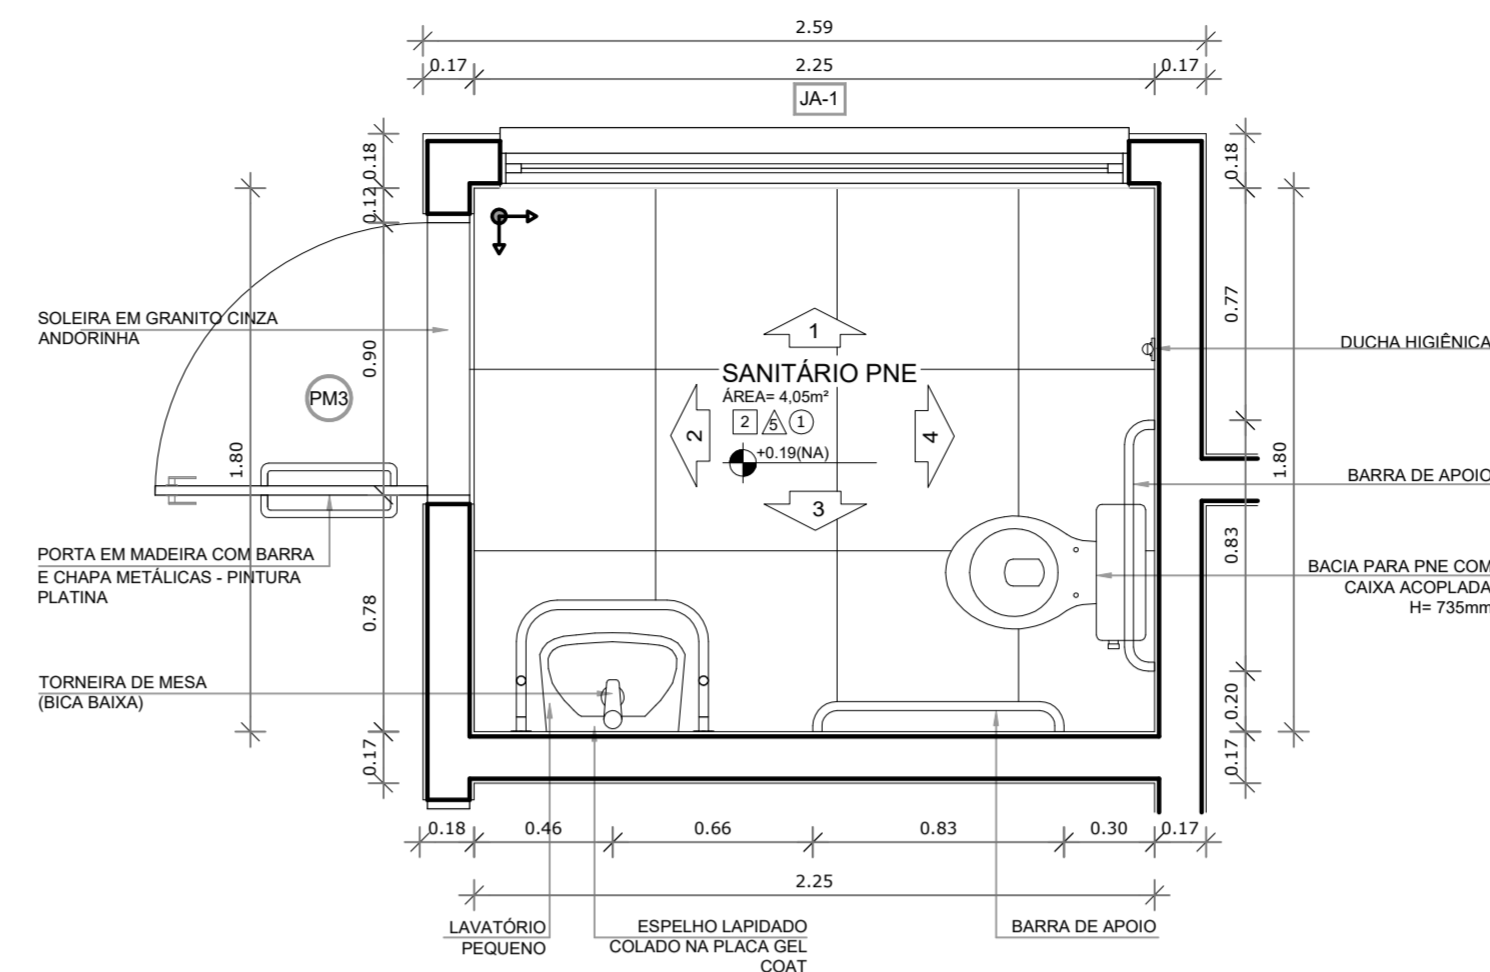 2.59
0.17
2.25
0.17
JA-1
0.18
0.12
0.90
1.80
0.78
0.17
0.18
0.77
1.80
0.83
0.20
0.17
SOLEIRA EM GRANITO CINZA
ANDORINHA
PM3
PORTA EM MADEIRA COM BARRA
E CHAPA METÁLICAS - PINTURA
PLATINA
TORNEIRA DE MESA
(BICA BAIXA)
1
SANITÁRIO PNE
ÁREA= 4,05m²
2 5 1
+0.19(NA)
2
4
3
DUCHA HIGIÊNICA
BARRA DE APOIO
BACIA PARA PNE COM
CAIXA ACOPLADA
H= 735mm
0.18
0.46
0.66
0.83
0.30
0.17
2.25
LAVATÓRIO
PEQUENO
ESPELHO LAPIDADO
COLADO NA PLACA GEL
COAT
BARRA DE APOIO